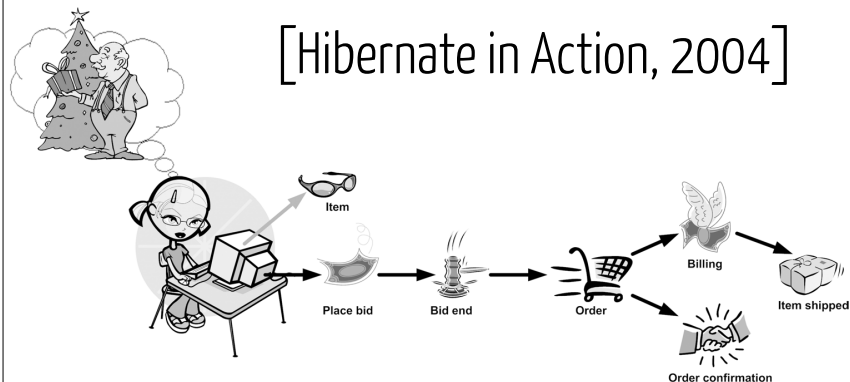 [Hibernate in Action, 2004]
Item
Place bid
Bid end
Order
Billing
Item shipped
Order confirmation